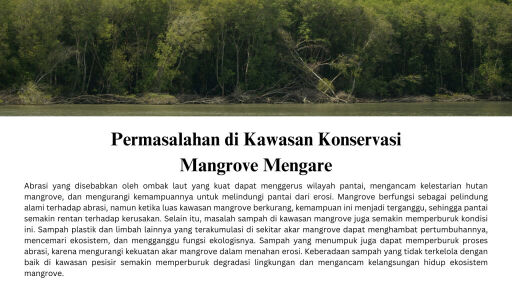 Permasalahan di Kawasan Konservasi
Mangrove Mengare
Abrasi yang disebabkan oleh ombak laut yang kuat dapat menggerus wilayah pantai, mengancam kelestarian hutan
mangrove, dan mengurangi kemampuannya untuk melindungi pantai dari erosi. Mangrove berfungsi sebagai pelindung
alami terhadap abrasi, namun ketika luas kawasan mangrove berkurang, kemampuan ini menjadi terganggu, sehingga pantai
semakin rentan terhadap kerusakan. Selain itu, masalah sampah di kawasan mangrove juga semakin memperburuk kondisi
ini. Sampah plastik dan limbah lainnya yang terakumulasi di sekitar akar mangrove dapat menghambat pertumbuhannya,
mencemari ekosistem, dan mengganggu fungsi ekologisnya. Sampah yang menumpuk juga dapat memperburuk proses
abrasi, karena mengurangi kekuatan akar mangrove dalam menahan erosi. Keberadaan sampah yang tidak terkelola dengan
baik di kawasan pesisir semakin memperburuk degradasi lingkungan dan mengancam kelangsungan hidup ekosistem
mangrove.